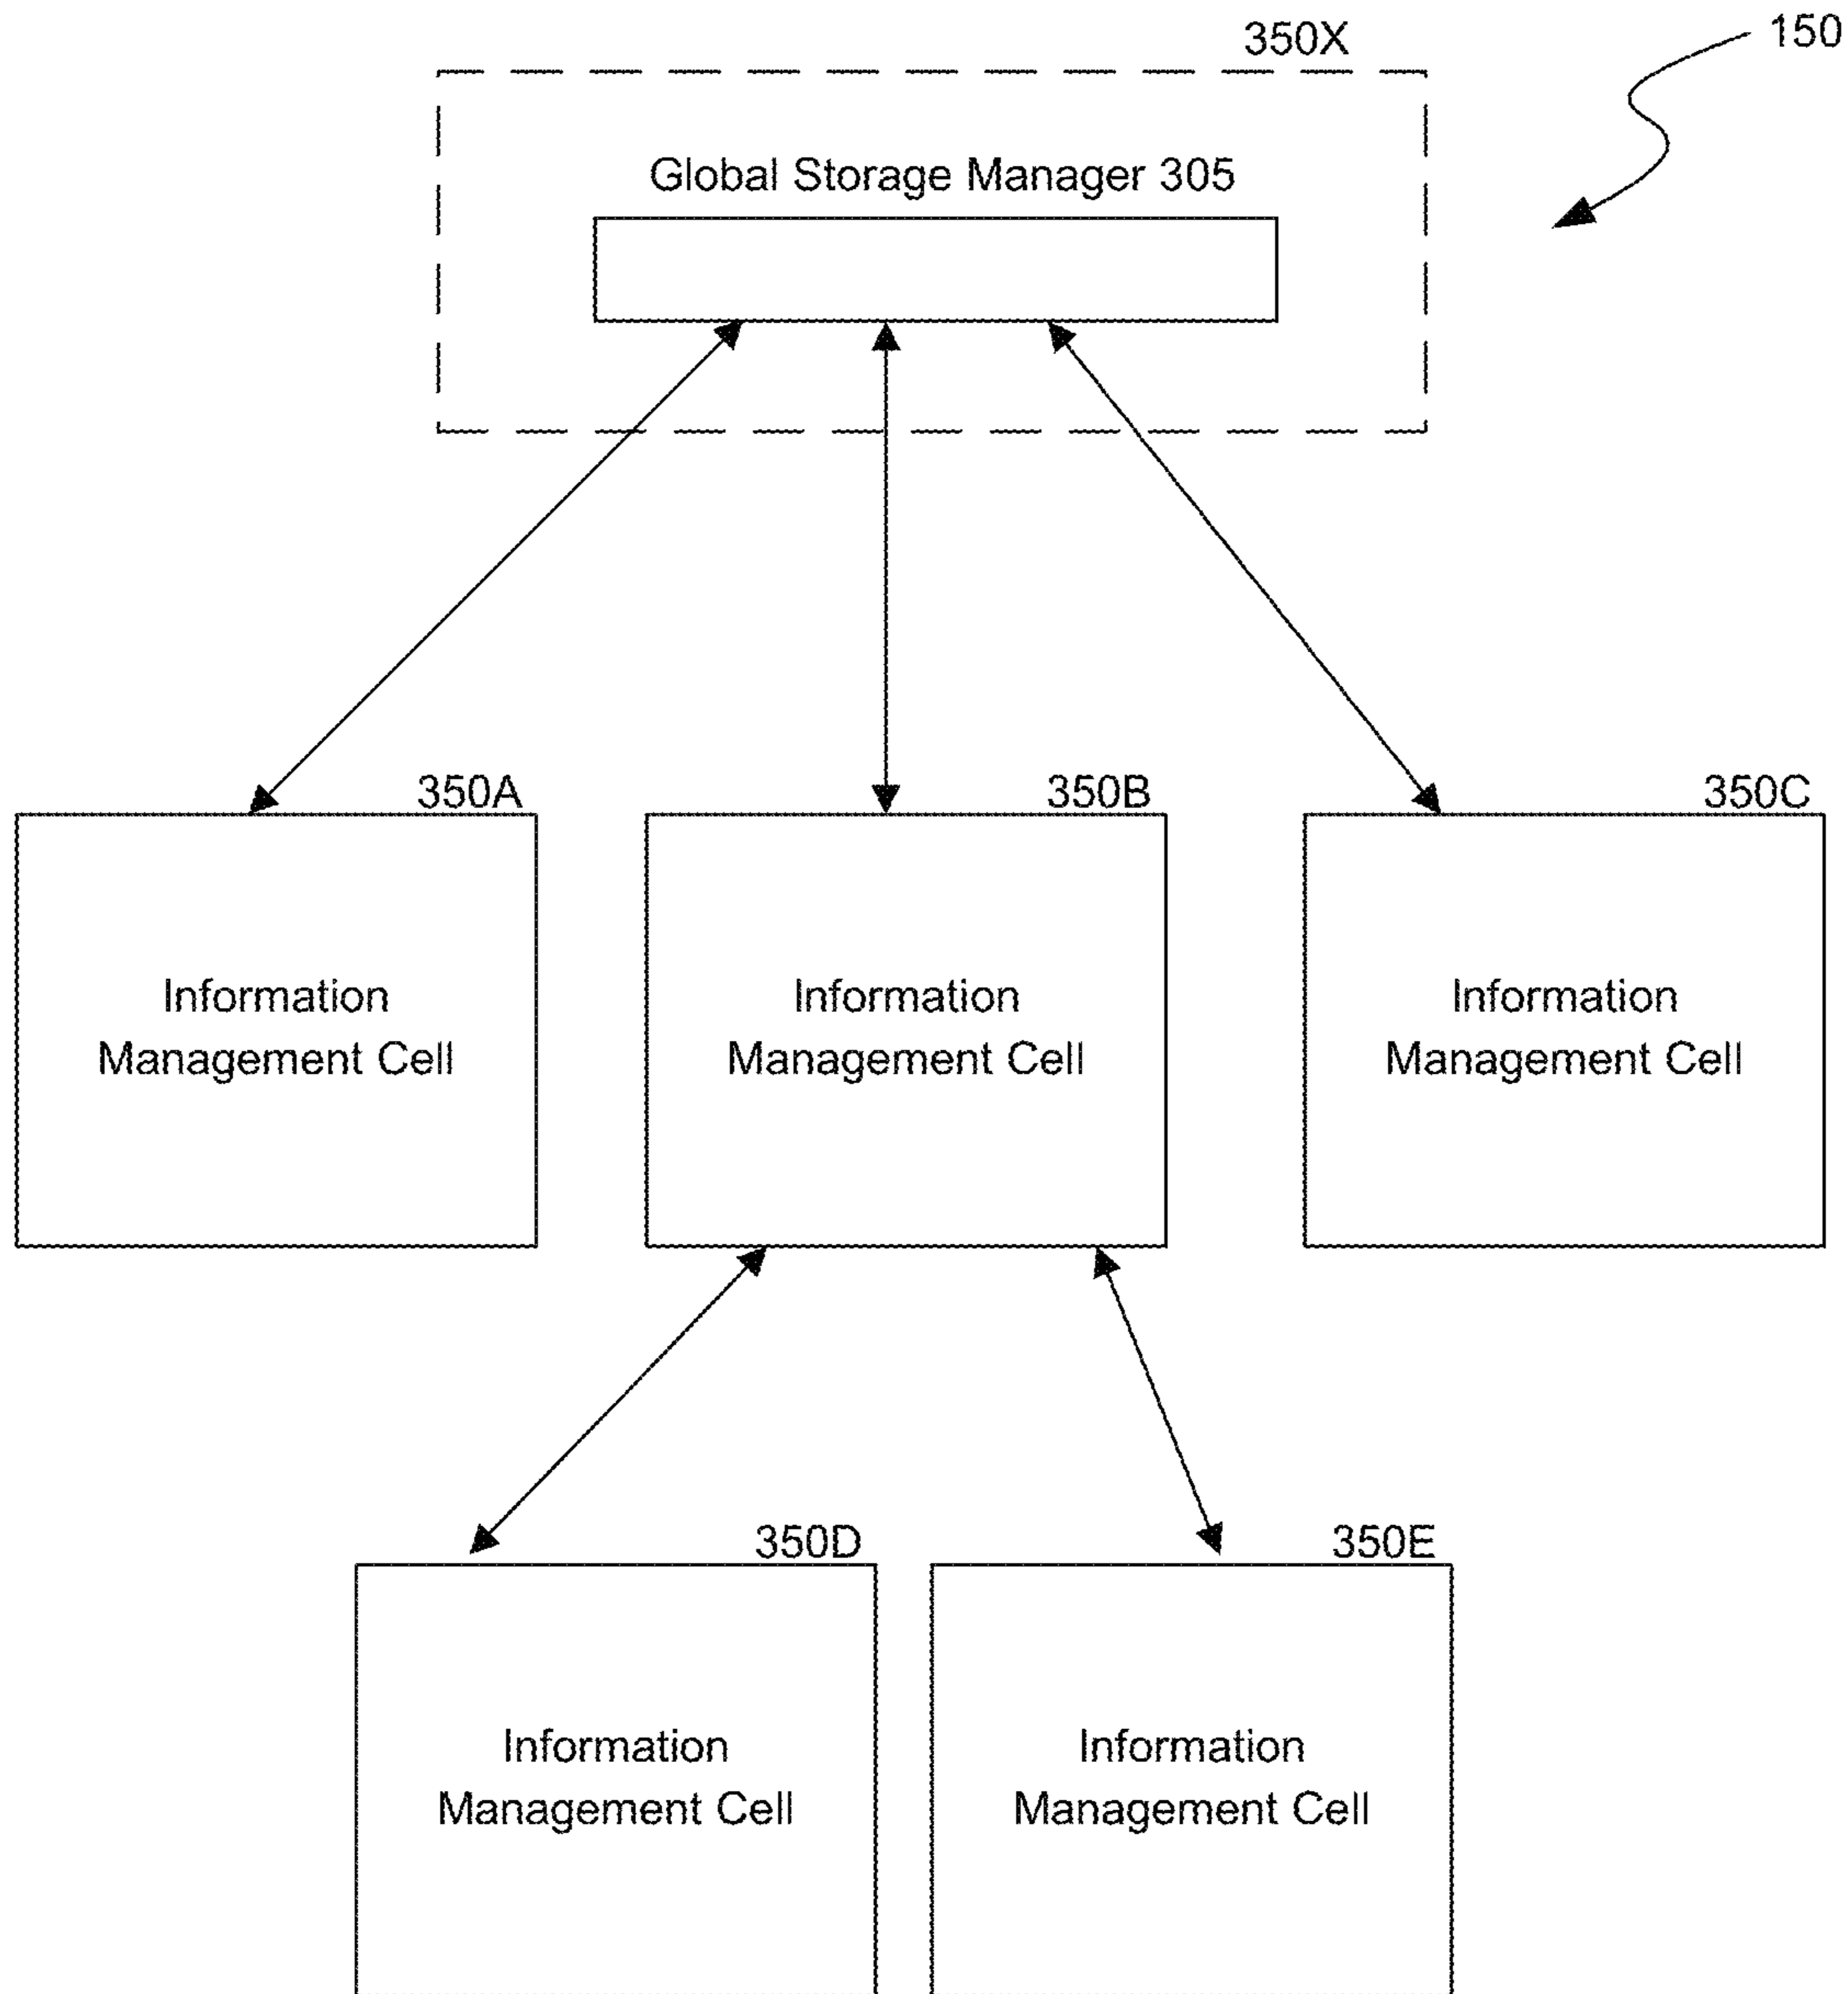 350X
150
Global Storage Manager 305
350A
350B
350C
Information
Management Cell
Information
Management Cell
Information
Management Cell
350D
350E
Information
Management Cell
Information
Management Cell